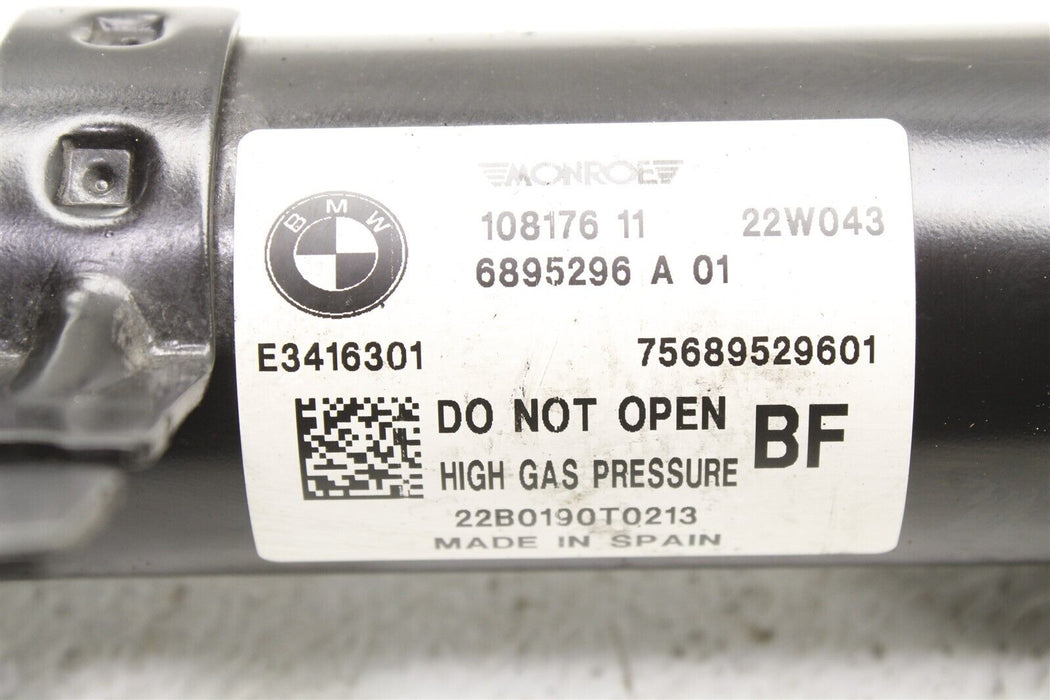 MONROE
BMW
108176 11 22W043
6895296 A 01
E3416301 75689529601
DO NOT OPEN BF
HIGH GAS PRESSURE
22B0190T0213
MADE IN SPAIN